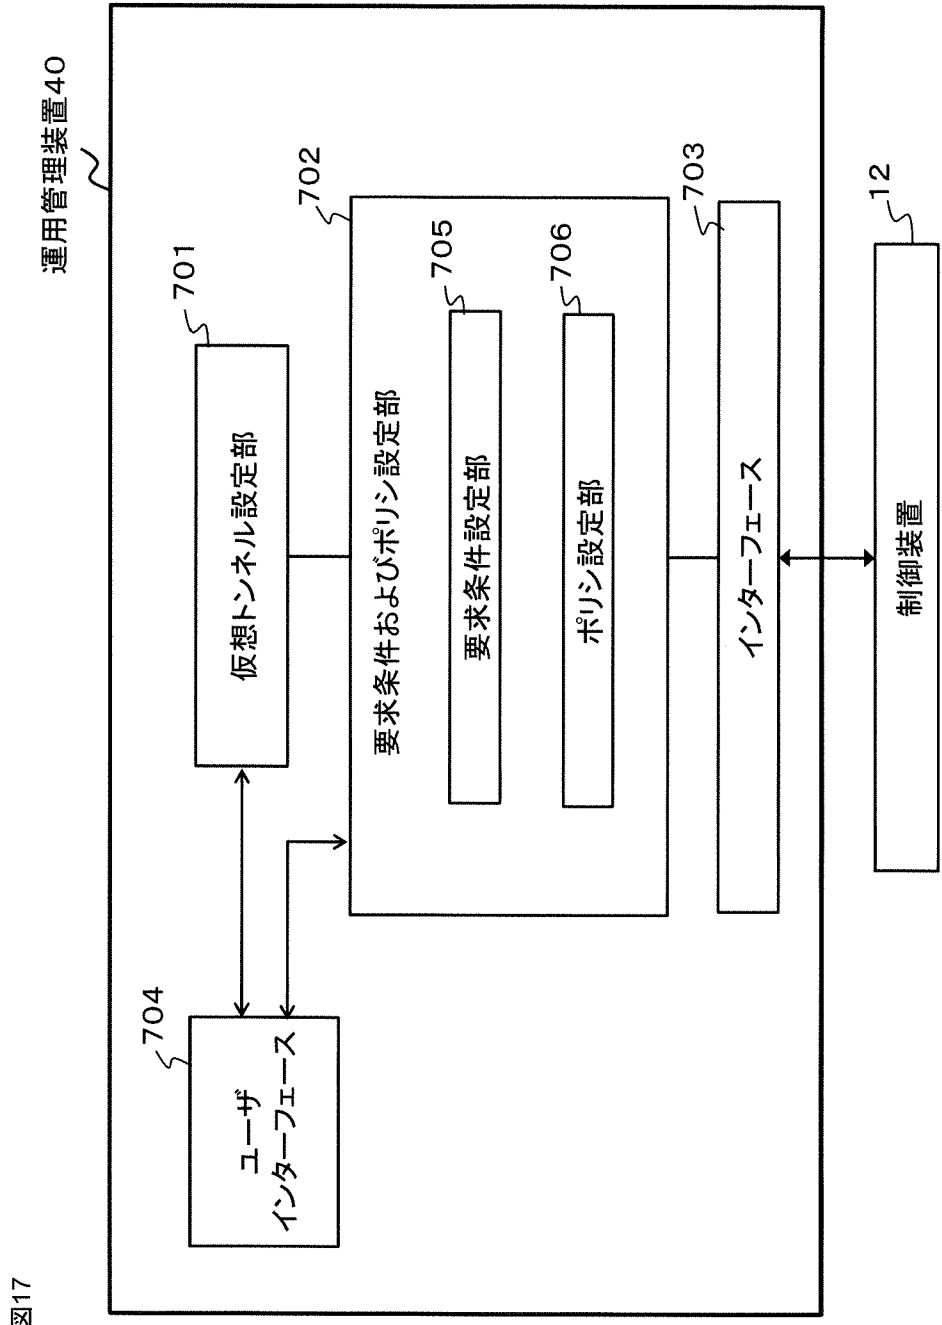 図17
運用管理装置40
704
ユーザ
インターフェース
701
仮想トンネル設定部
702
要求条件およびポリシ設定部
705
要求条件設定部
706
ポリシ設定部
703
インターフェース
12
制御装置